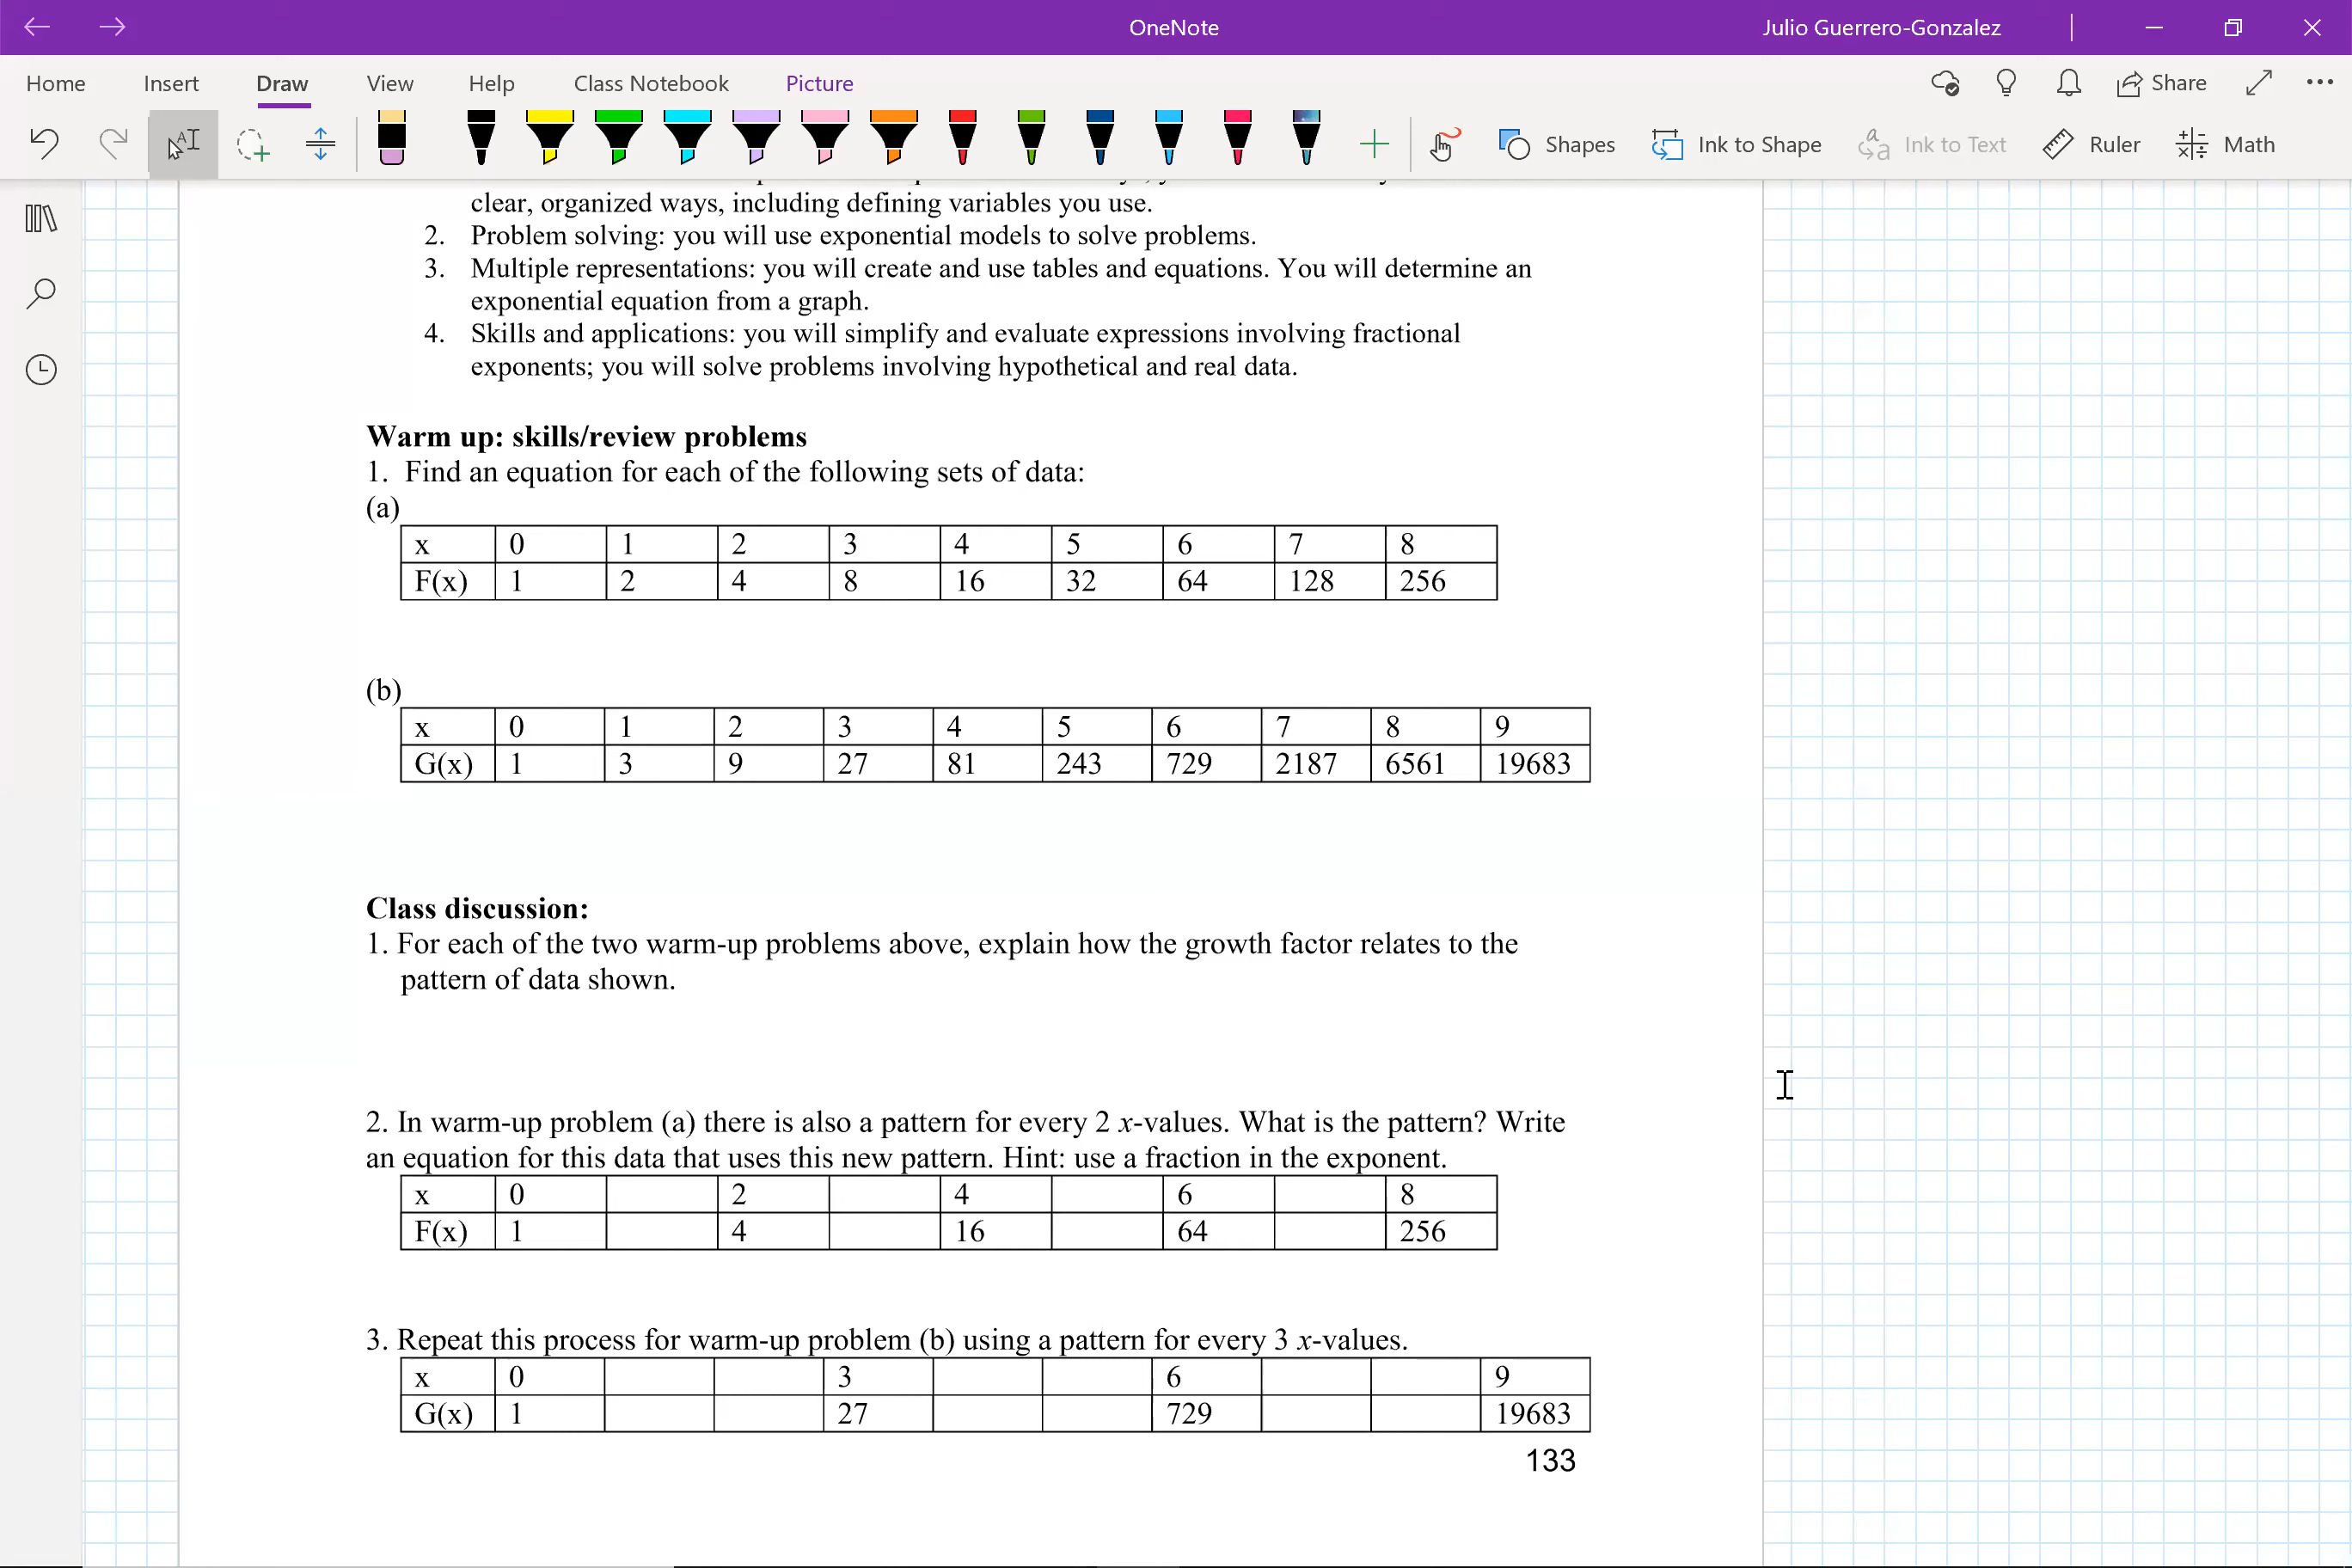 OneNote
Julio Guerrero-Gonzalez
Home Insert Draw View Help Class Notebook Picture Share
Shapes Ink to Shape Ink to Text Ruler Math
clear, organized ways, including defining variables you use.
2. Problem solving: you will use exponential models to solve problems.
3. Multiple representations: you will create and use tables and equations. You will determine an
exponential equation from a graph.
4. Skills and applications: you will simplify and evaluate expressions involving fractional
exponents; you will solve problems involving hypothetical and real data.
Warm up: skills/review problems
1. Find an equation for each of the following sets of data:
(a)
x 0 1 2 3 4 5 6 7 8
F(x) 1 2 4 8 16 32 64 128 256
(b)
x 0 1 2 3 4 5 6 7 8 9
G(x) 1 3 9 27 81 243 729 2187 6561 19683
Class discussion:
1. For each of the two warm-up problems above, explain how the growth factor relates to the
pattern of data shown.
2. In warm-up problem (a) there is also a pattern for every 2 x-values. What is the pattern? Write
an equation for this data that uses this new pattern. Hint: use a fraction in the exponent.
x 0 2 4 6 8
F(x) 1 4 16 64 256
3. Repeat this process for warm-up problem (b) using a pattern for every 3 x-values.
x 0 3 6 9
G(x) 1 27 729 19683
133